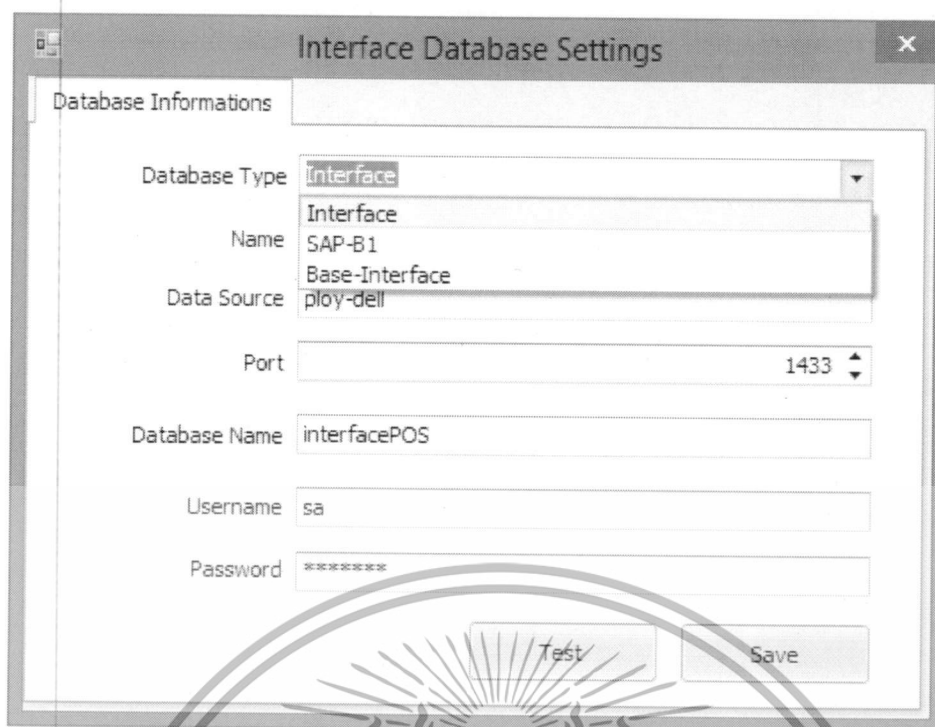 Interface Database Settings
Database Informations
Database Type Interface
Interface
Name SAP-B1
Base-Interface
Data Source ploy-dell
Port 1433
Database Name interfacePOS
Username sa
Password *******
Test Save